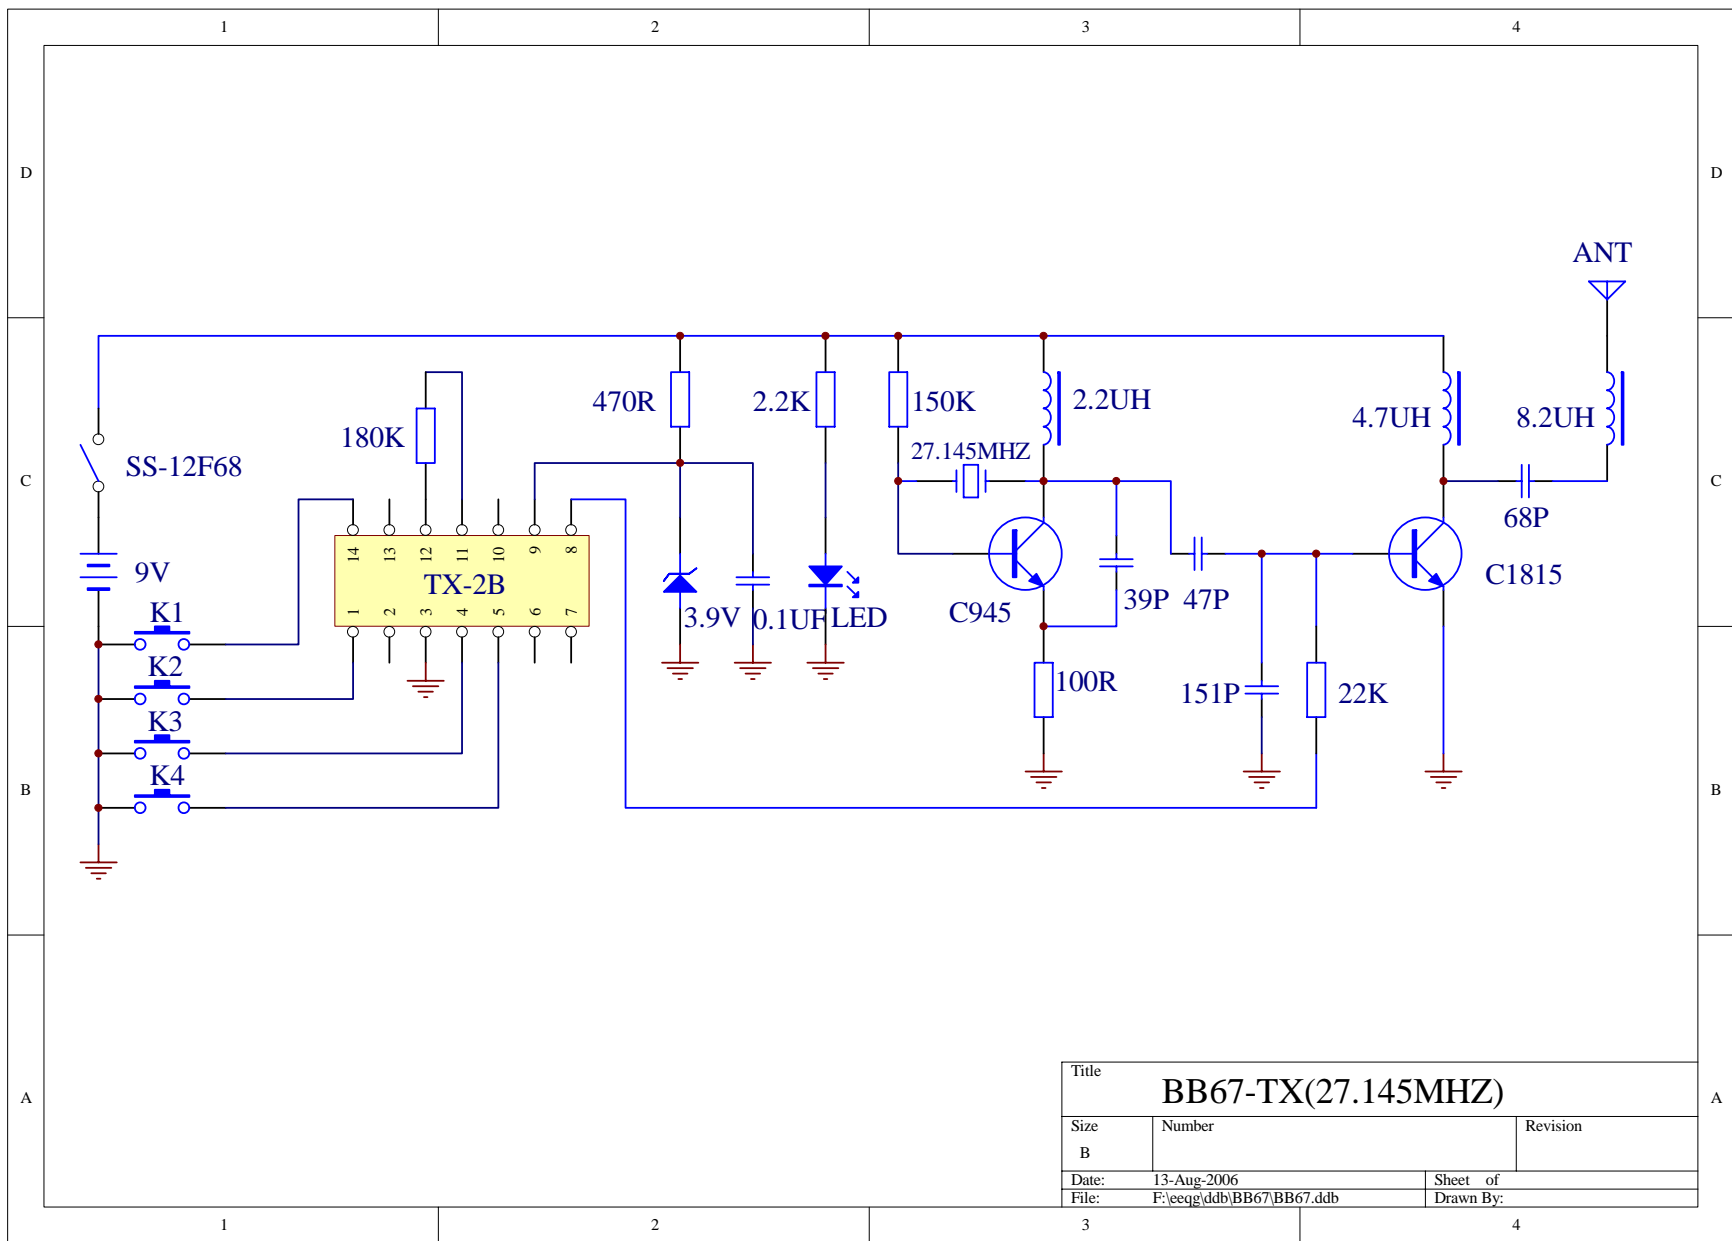 1 2 3 4
D D
ANT
470R 2.2K 150K 2.2UH 4.7UH 8.2UH
180K
27.145MHZ
SS-12F68
C C
68P
14 13 12 11 10 9 8
9V TX-2B C1815
K1 1 2 3 4 5 6 7
3.9V 0.1UF LED C945 39P 47P
K2
100R 151P 22K
K3
K4
B B
A A
Title
BB67-TX(27.145MHZ)
Size Number Revision
B
Date: 13-Aug-2006 Sheet of
File: F:\eeqg\ddb\BB67\BB67.ddb Drawn By:
1 2 3 4